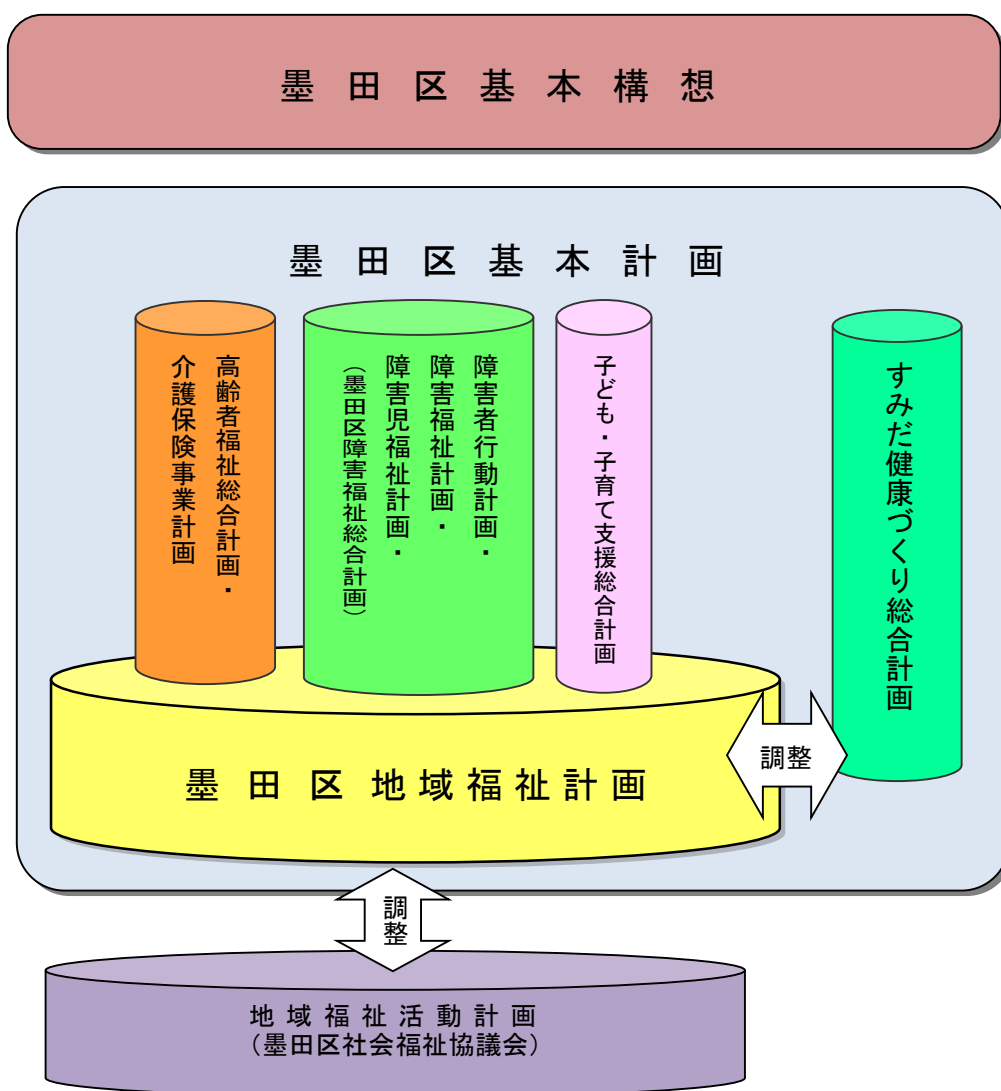 墨田区基本構想
墨田区基本計画
高齢者福祉総合計画・
介護保険事業計画
障害者行動計画・
障害福祉計画・
障害児福祉計画・
（墨田区障害福祉総合計画）
子ども・子育て支援総合計画
すみだ健康づくり総合計画
墨田区地域福祉計画
調整
調整
地域福祉活動計画
（墨田区社会福祉協議会）